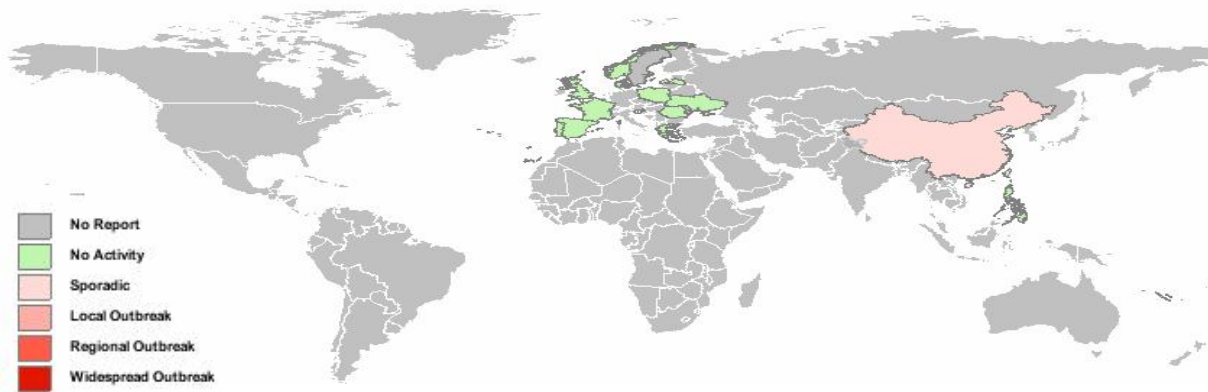 No Report
No Activity
Sporadic
Local Outbreak
Regional Outbreak
Widespread Outbreak